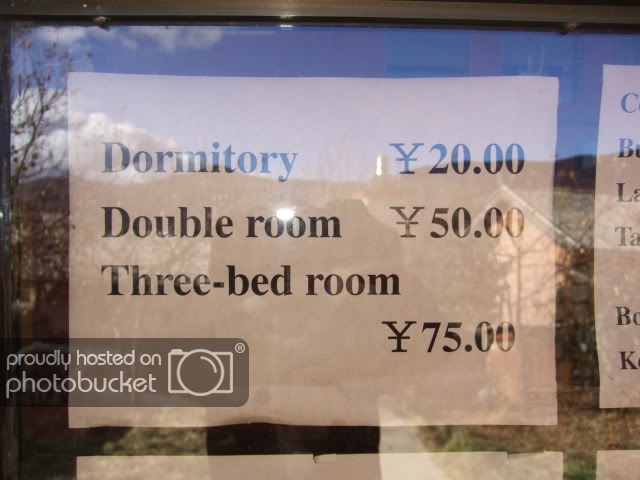 Dormitory ￥20.00
Double room ￥50.00
Three-bed room
￥75.00
proudly hosted on
photobucket®